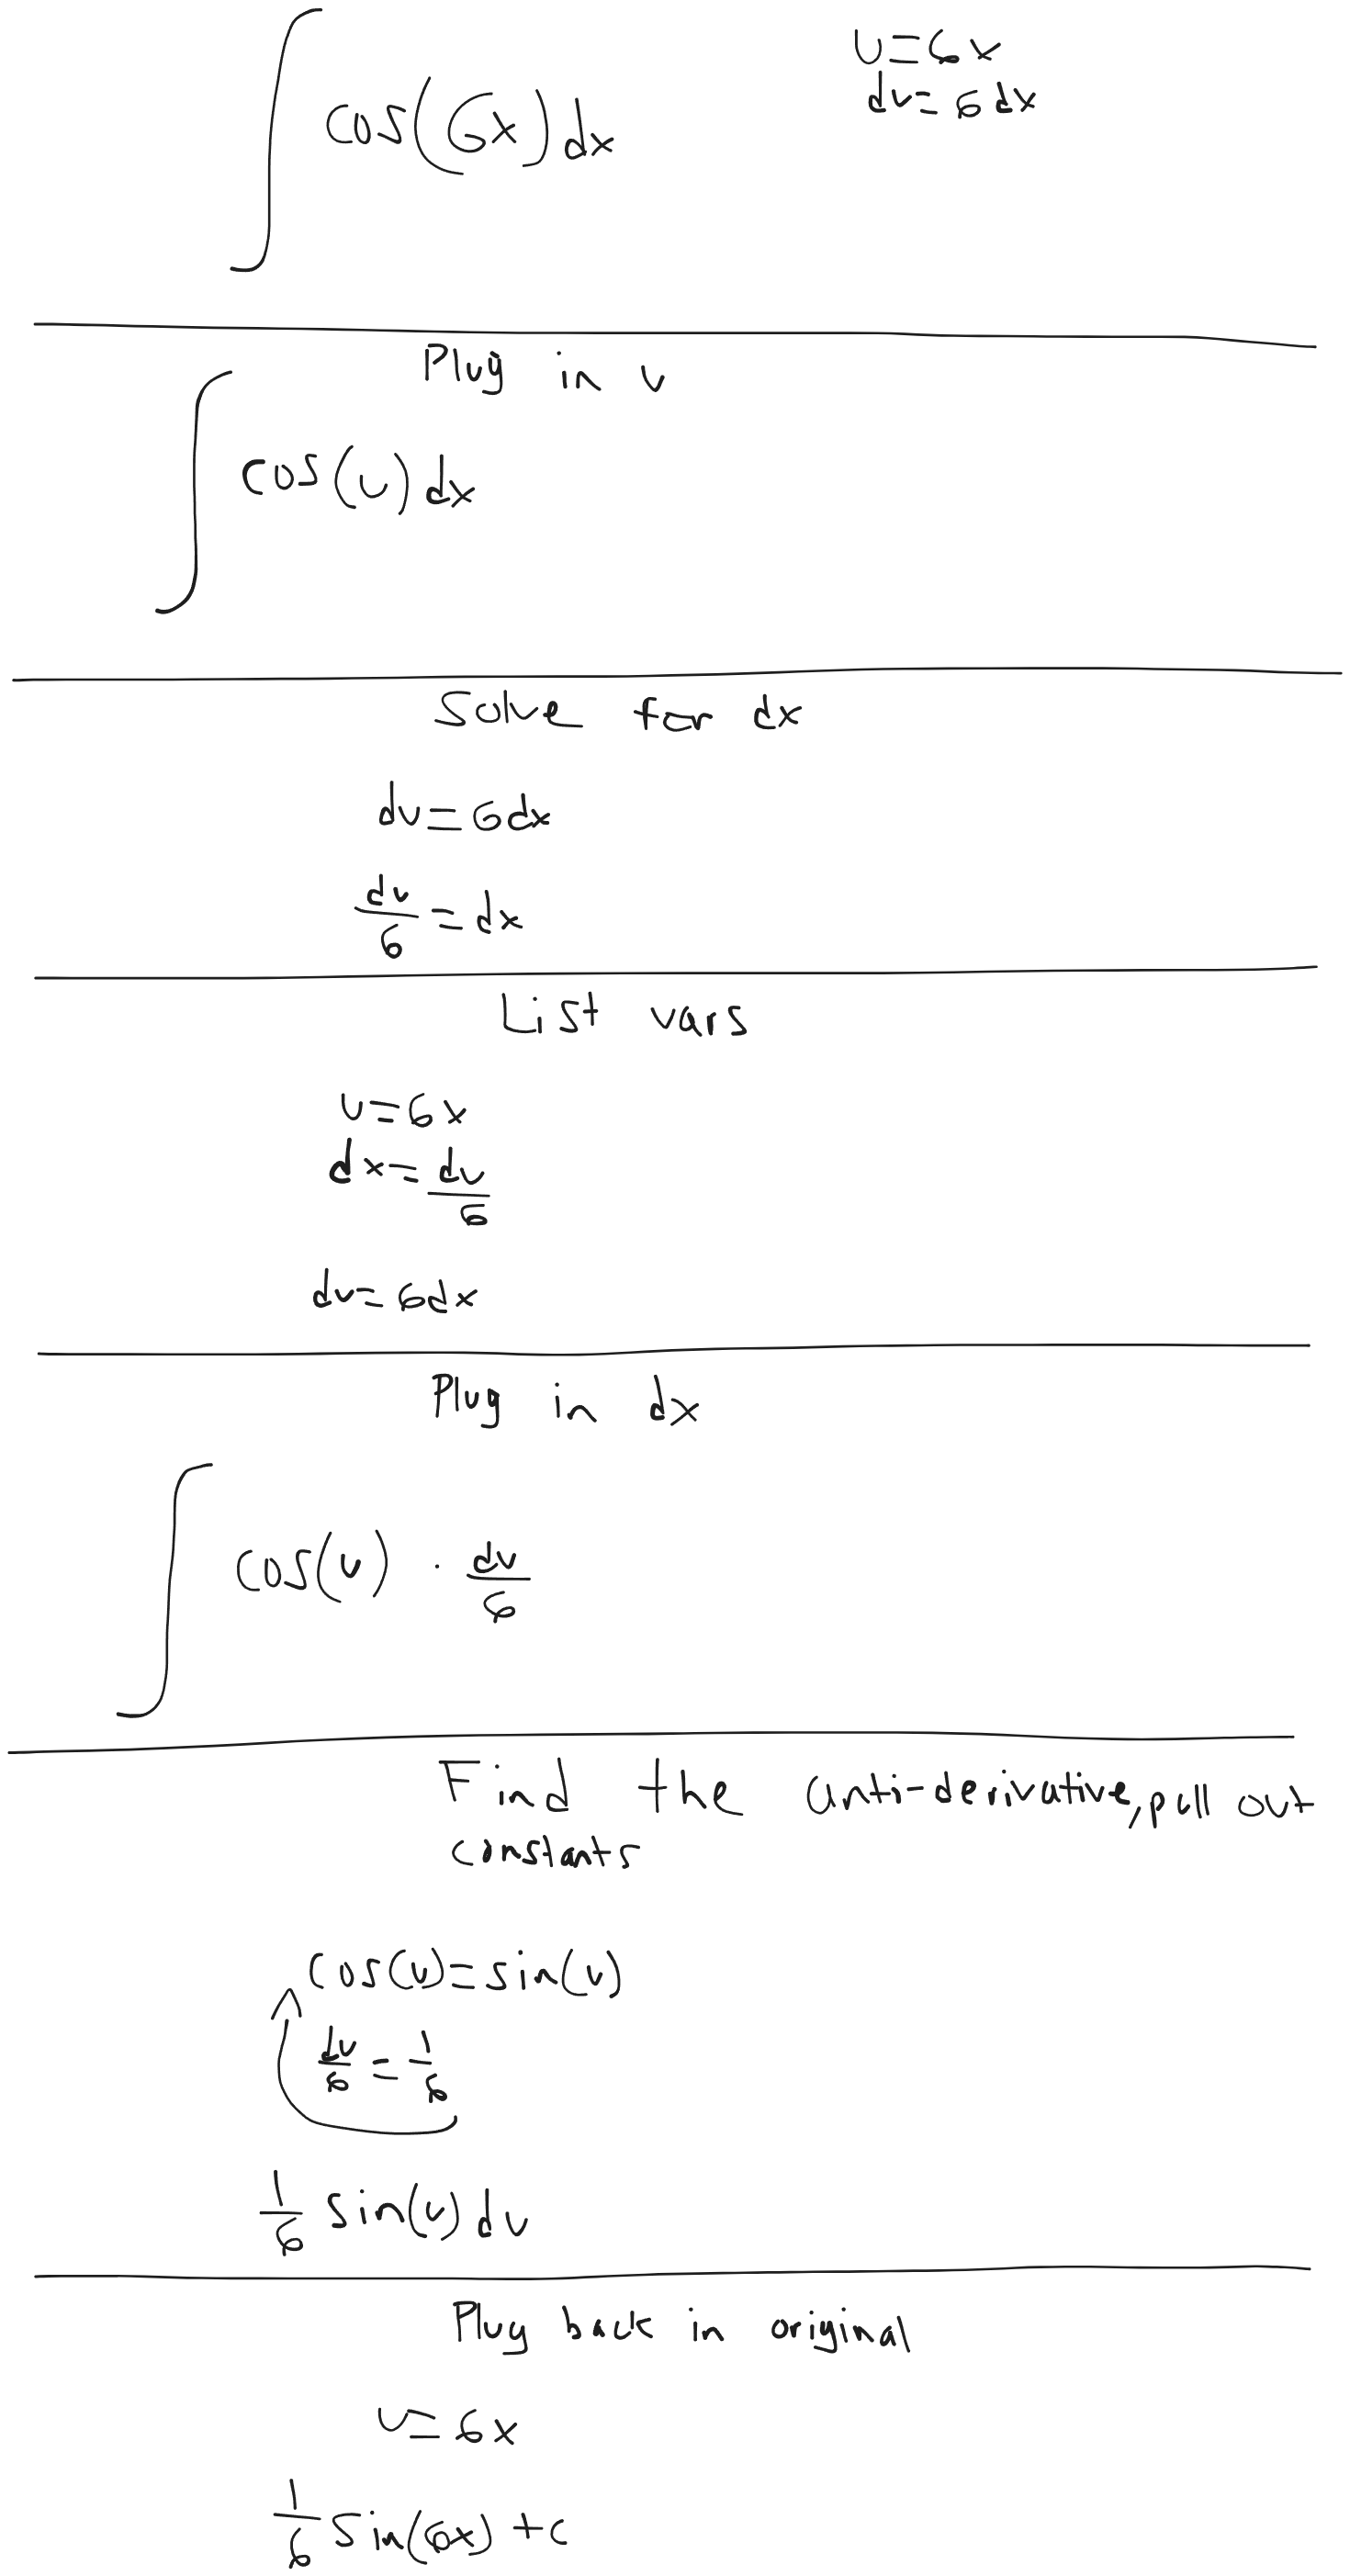 ∫ cos(6x) dx
u=6x
du=6dx
Plug in u
∫ cos(u) dx
Solve for dx
du=6dx
du/6 = dx
List vars
u=6x
dx=du/6
du=6dx
Plug in dx
∫ cos(u) · du/6
Find the anti-derivative, pull out
constants
cos(u)=sin(u)
du/6 = 1/6
1/6 sin(u) du
Plug back in original
u=6x
1/6 sin(6x) +c